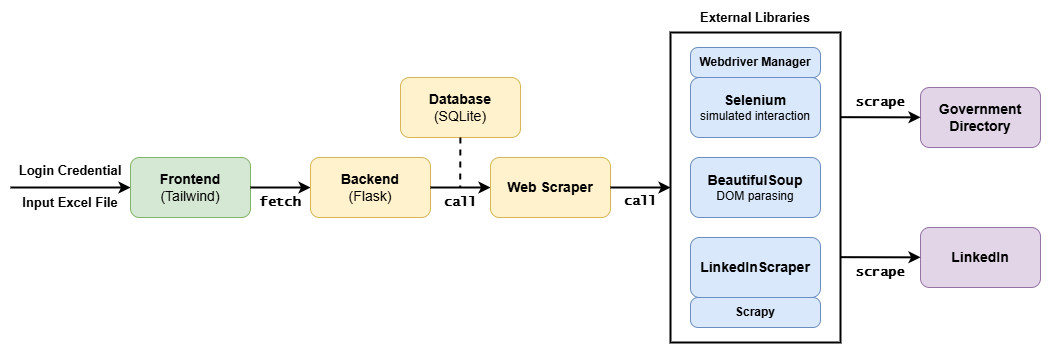 External Libraries
Webdriver Manager
Selenium
simulated interaction
scrape
Government
Directory
Database
(SQLite)
Login Credential
Input Excel File
Frontend
(Tailwind)
fetch
Backend
(Flask)
call
Web Scraper
call
BeautifulSoup
DOM parasing
LinkedInScraper
Scrapy
scrape
LinkedIn